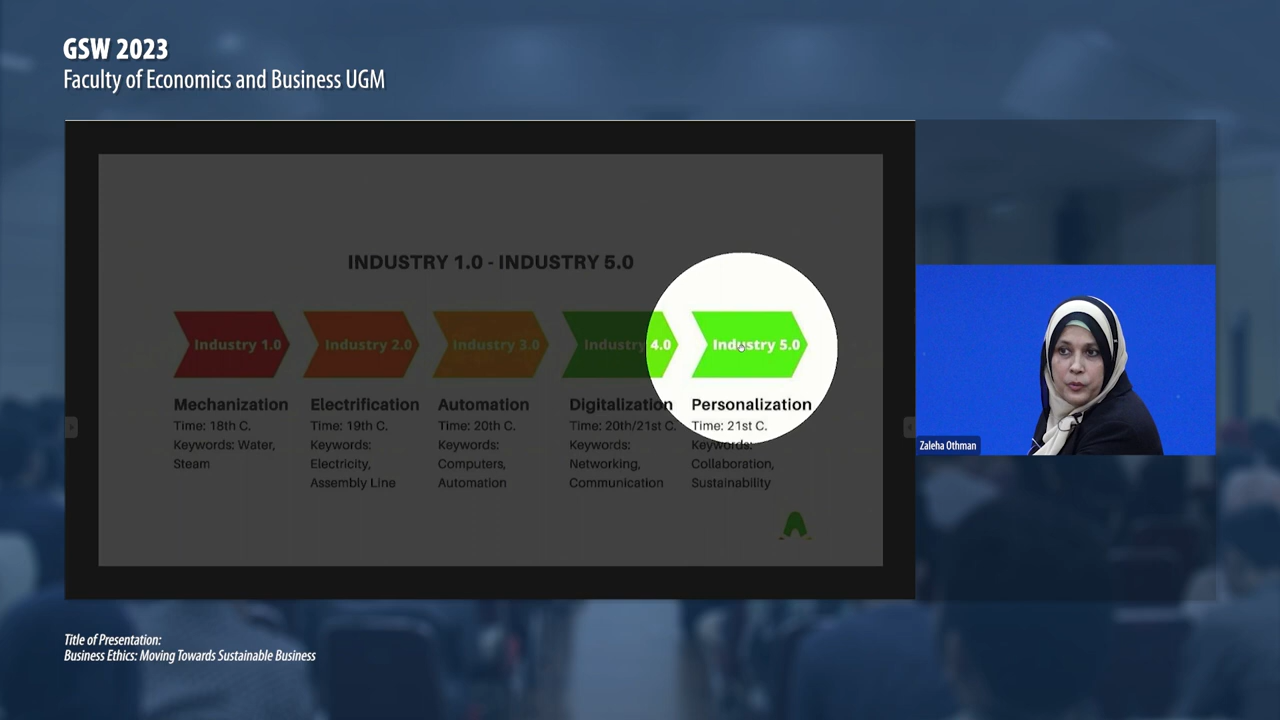 GSW 2023
Faculty of Economics and Business UGM
INDUSTRY 1.0 - INDUSTRY 5.0
Industry 1.0
Industry 2.0
Industry 3.0
Industry 4.0
Industry 5.0
Mechanization
Time: 18th C.
Keywords: Water,
Steam
Electrification
Time: 19th C.
Keywords:
Electricity,
Assembly Line
Automation
Time: 20th C.
Keywords:
Computers,
Automation
Digitalization
Time: 20th/21st C.
Keywords:
Networking,
Communication
Personalization
Time: 21st C.
Keywords:
Collaboration,
Sustainability
Zaleha Othman
Title of Presentation:
Business Ethics: Moving Towards Sustainable Business